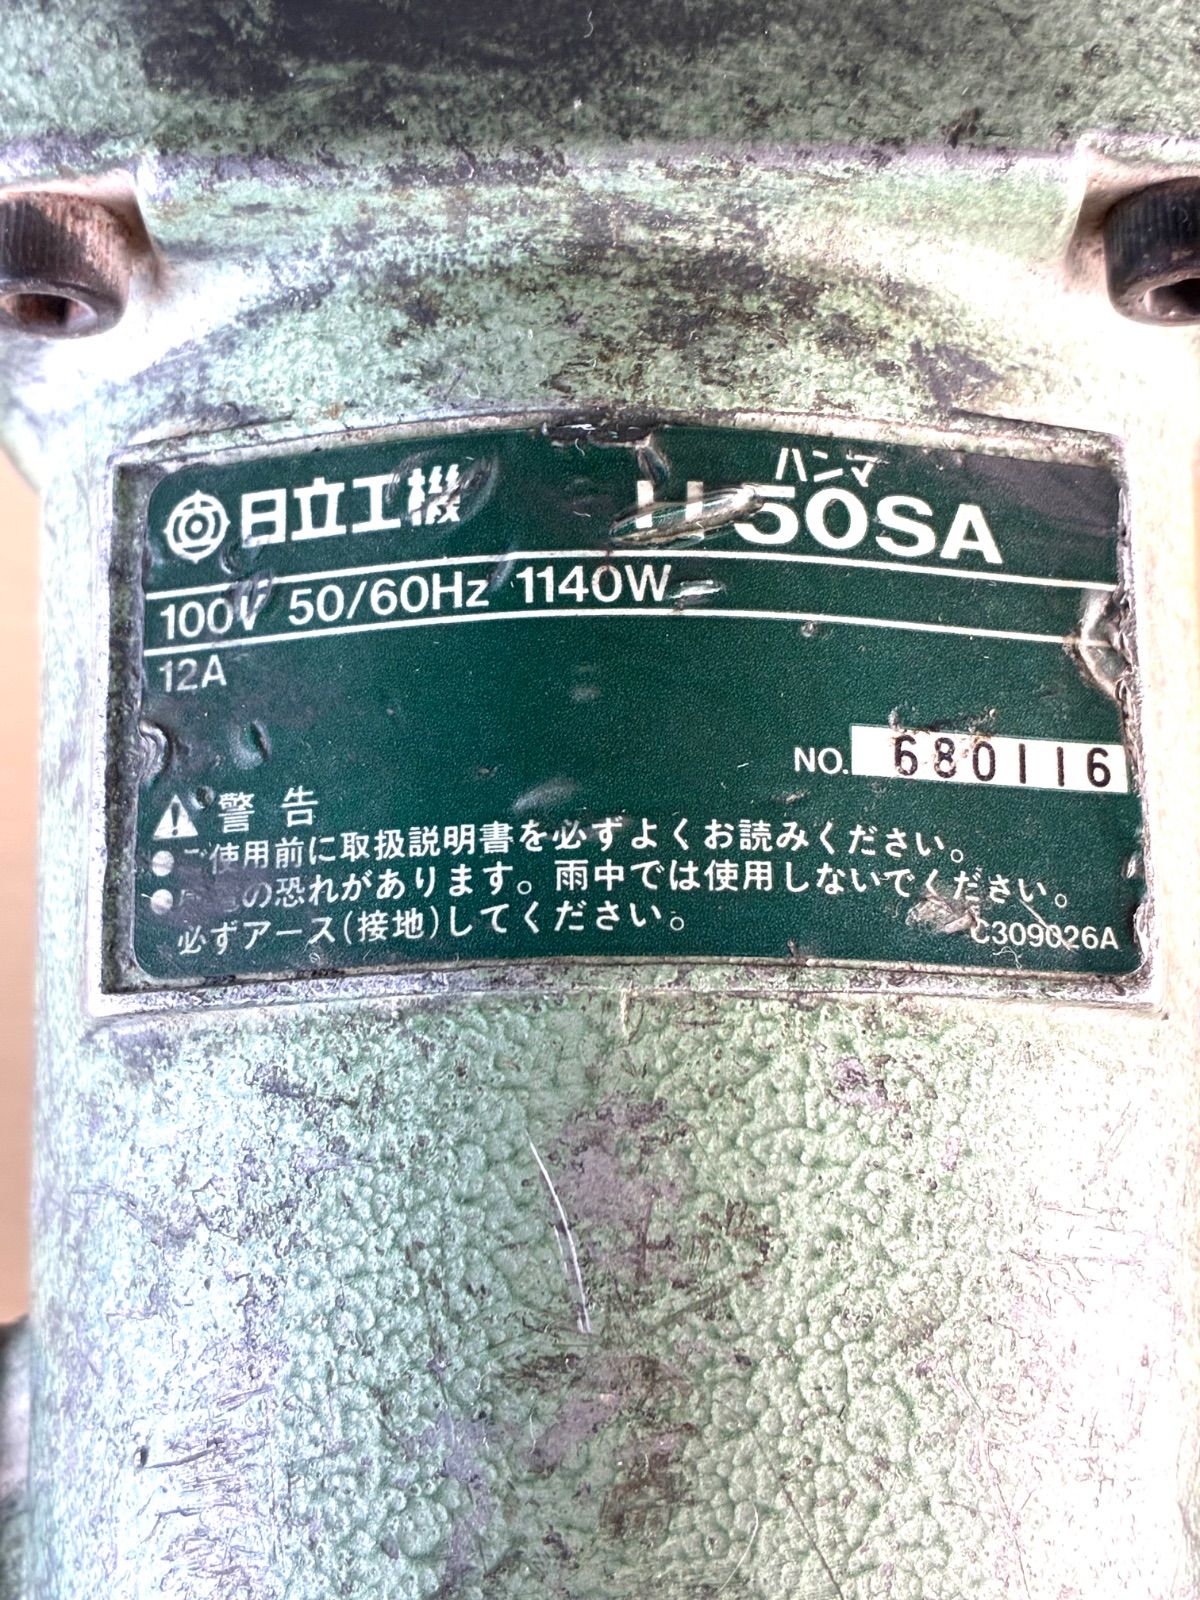 日立工機 ハンマ H 50SA
100V 50/60Hz 1140W
12A
NO. 680116
警告
ご使用前に取扱説明書を必ずよくお読みください。
の恐れがあります。雨中では使用しないでください。
必ずアース(接地)してください。
C309026A